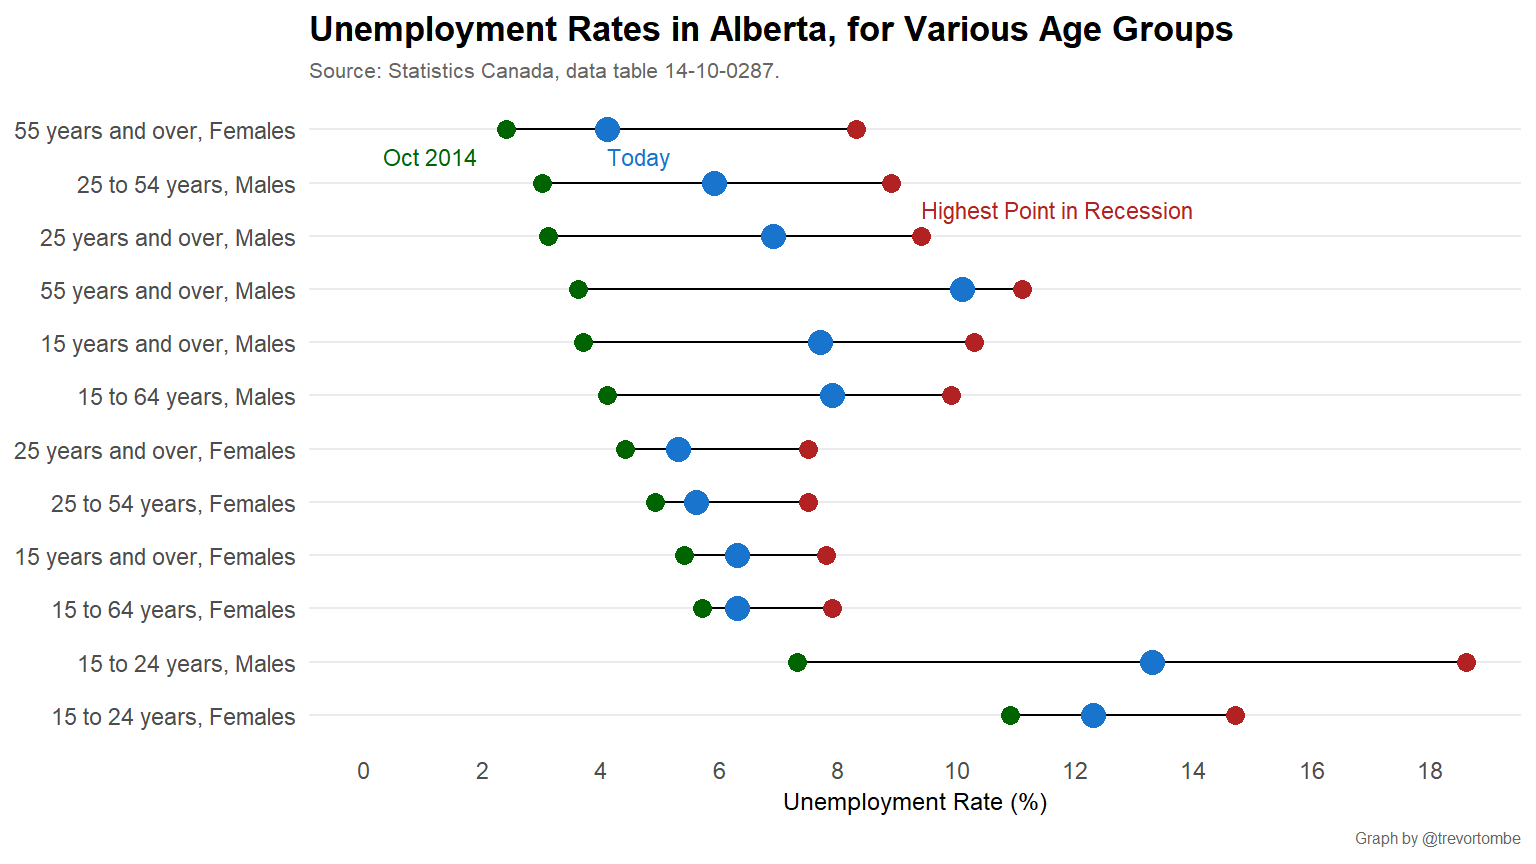 Unemployment Rates in Alberta, for Various Age Groups
Source: Statistics Canada, data table 14-10-0287.
55 years and over, Females
Oct 2014
Today
25 to 54 years, Males
Highest Point in Recession
25 years and over, Males
55 years and over, Males
15 years and over, Males
15 to 64 years, Males
25 years and over, Females
25 to 54 years, Females
15 years and over, Females
15 to 64 years, Females
15 to 24 years, Males
15 to 24 years, Females
0 2 4 6 8 10 12 14 16 18
Unemployment Rate (%)
Graph by @trevortombe